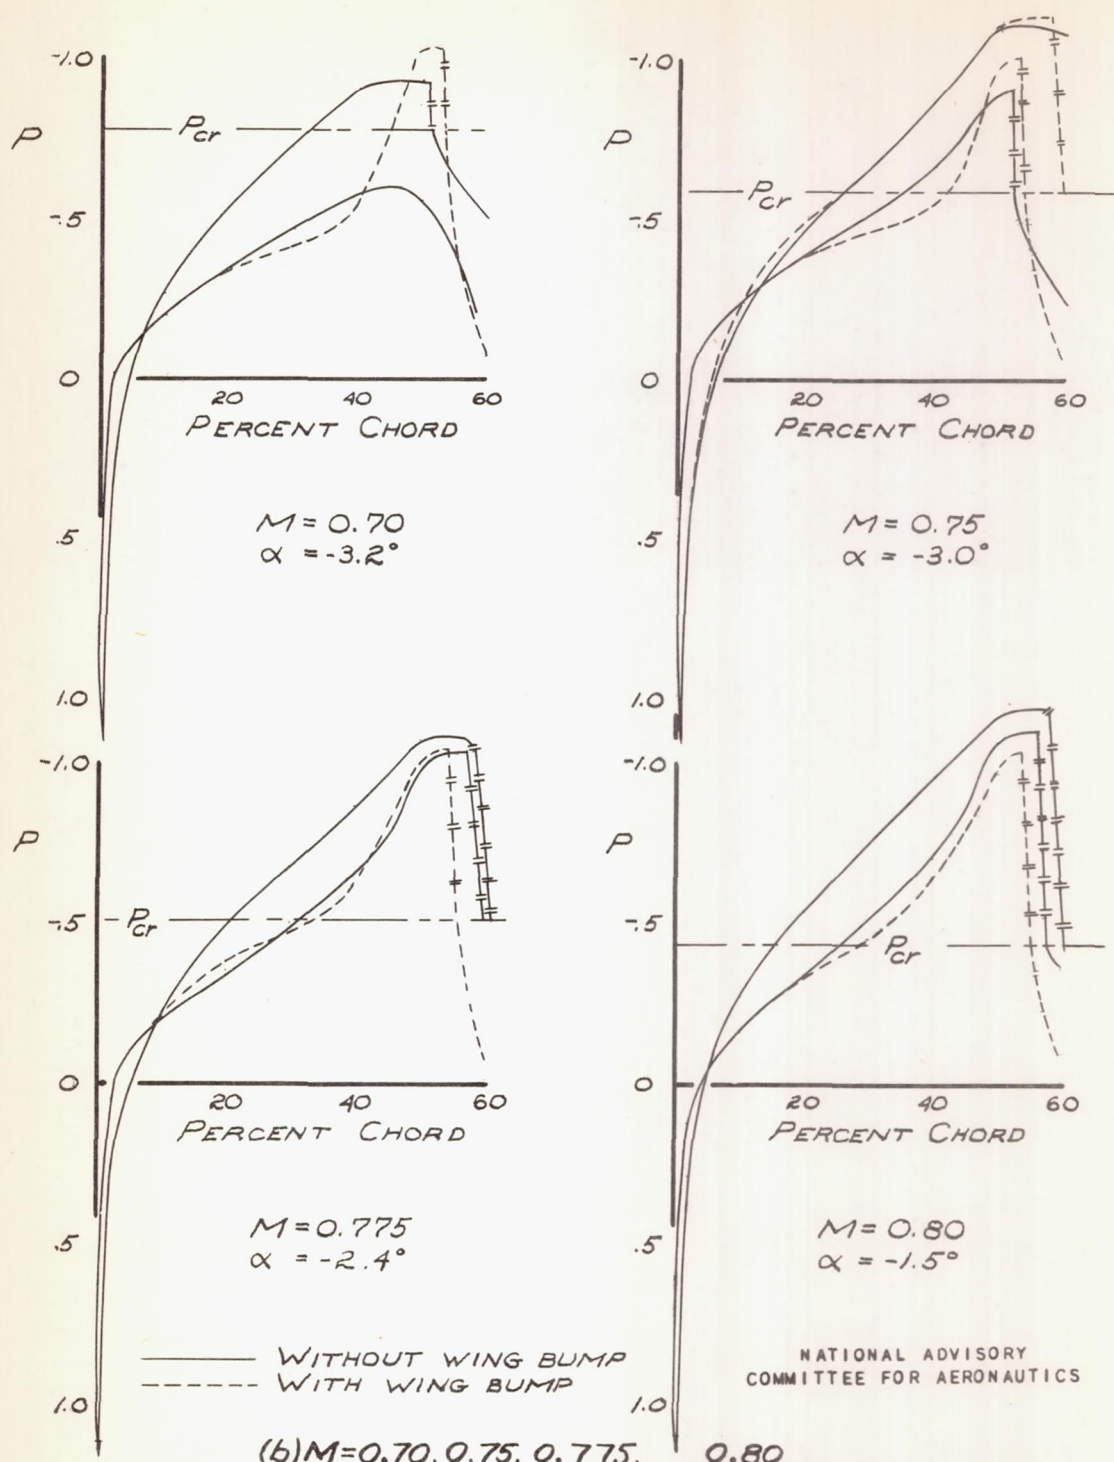 -1.0
P
Pcr
-.5
0
20 40 60
PERCENT CHORD
M = 0.70
α = -3.2°
.5
1.0
-1.0
P
Pcr
-.5
0
20 40 60
PERCENT CHORD
M = 0.75
α = -3.0°
.5
1.0
-1.0
P
-.5
Pcr
0
20 40 60
PERCENT CHORD
M = 0.775
α = -2.4°
.5
1.0
-1.0
P
-.5
Pcr
0
20 40 60
PERCENT CHORD
M = 0.80
α = -1.5°
.5
1.0
WITHOUT WING BUMP
WITH WING BUMP
NATIONAL ADVISORY
COMMITTEE FOR AERONAUTICS
(b) M=0.70, 0.75, 0.775, 0.80